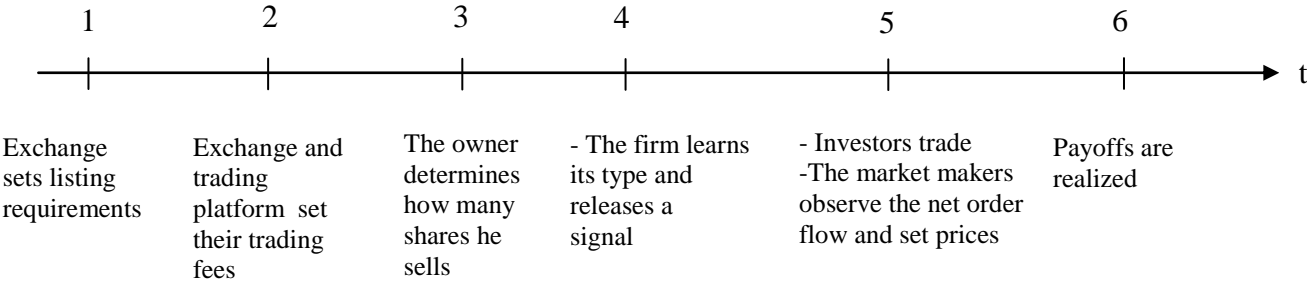 1 2 3 4 5 6
t
Exchange
sets listing
requirements
Exchange and
trading
platform set
their trading
fees
The owner
determines
how many
shares he
sells
- The firm learns
its type and
releases a
signal
- Investors trade
-The market makers
observe the net order
flow and set prices
Payoffs are
realized